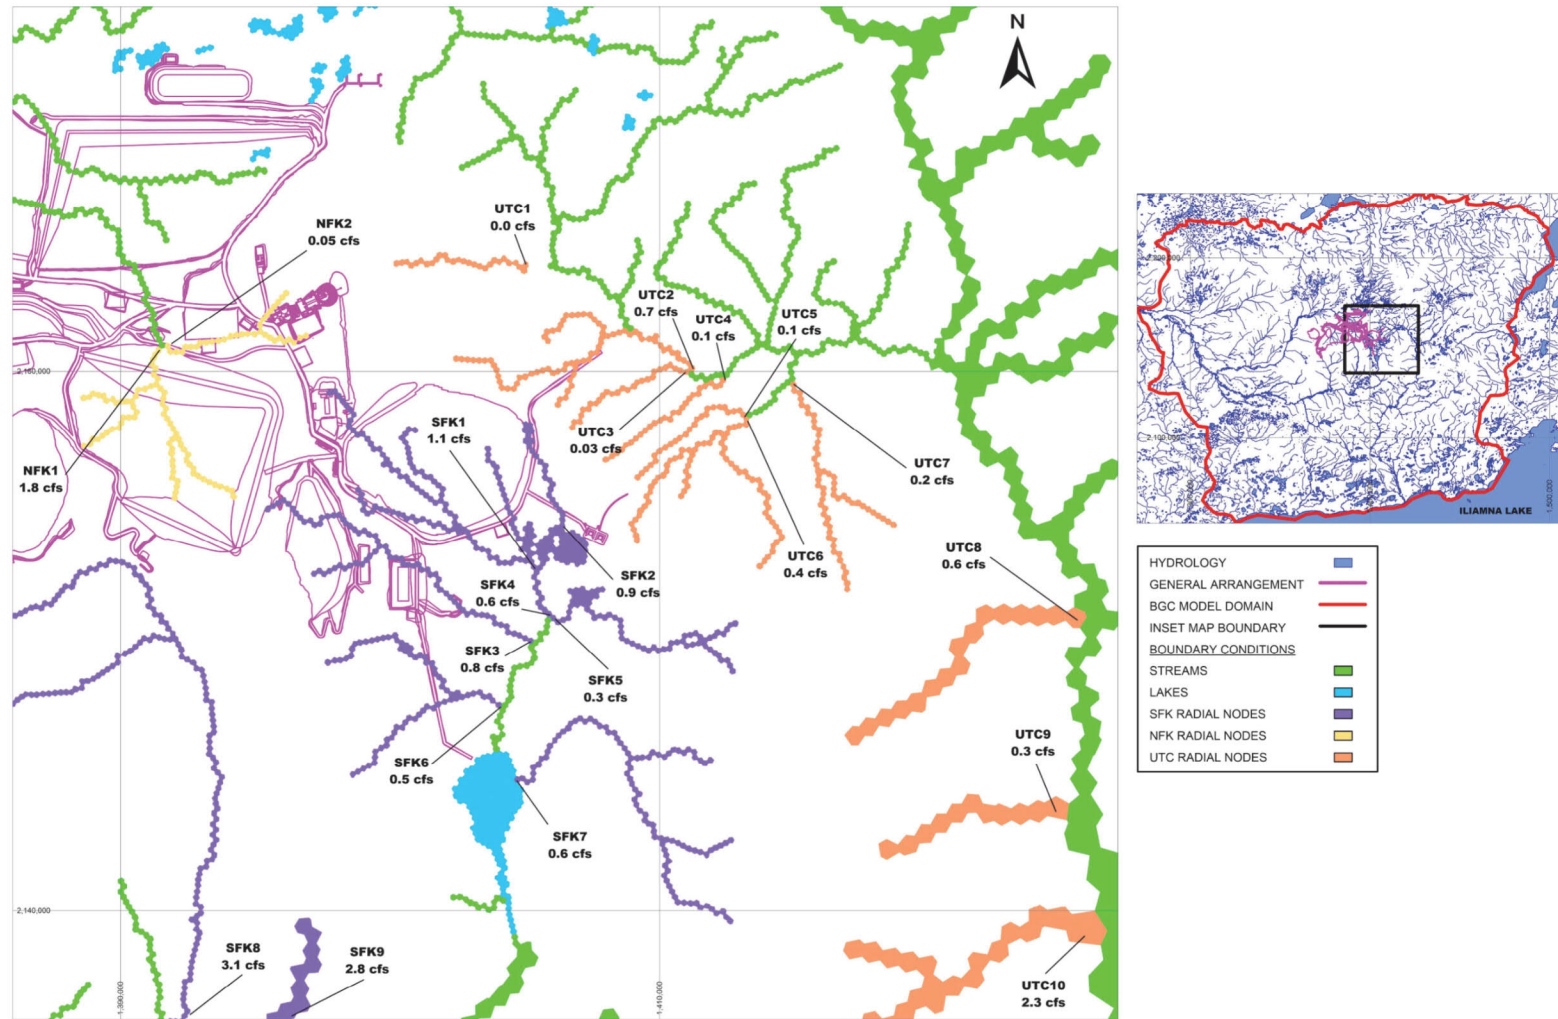 N
NFK2
0.05 cfs
UTC1
0.0 cfs
UTC2
0.7 cfs
UTC4
0.1 cfs
UTC5
0.1 cfs
2,160,000
SFK1
1.1 cfs
UTC3
0.03 cfs
NFK1
1.8 cfs
UTC7
0.2 cfs
UTC6
0.4 cfs
UTC8
0.6 cfs
SFK2
0.9 cfs
SFK4
0.6 cfs
SFK3
0.8 cfs
SFK5
0.3 cfs
UTC9
0.3 cfs
SFK6
0.5 cfs
SFK7
0.6 cfs
2,140,000
SFK8
3.1 cfs
SFK9
2.8 cfs
UTC10
2.3 cfs
1,390,000
1,410,000
2,100,000
1,500,000
ILIAMNA LAKE
HYDROLOGY
GENERAL ARRANGEMENT
BGC MODEL DOMAIN
INSET MAP BOUNDARY
BOUNDARY CONDITIONS
STREAMS
LAKES
SFK RADIAL NODES
NFK RADIAL NODES
UTC RADIAL NODES